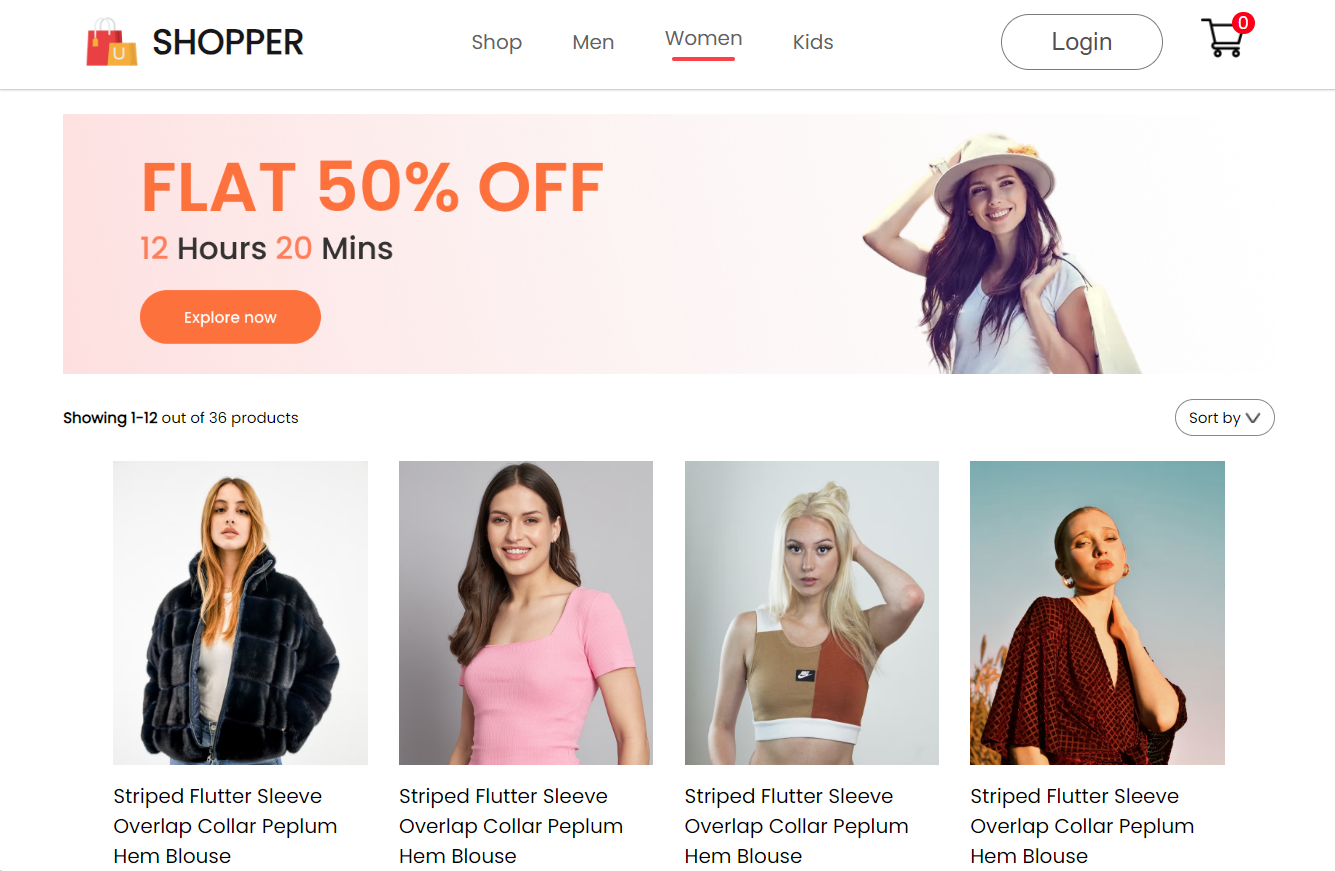 SHOPPER
Shop
Men
Women
Kids
Login
0
FLAT 50% OFF
12 Hours 20 Mins
Explore now
Showing 1-12 out of 36 products
Sort by
Striped Flutter Sleeve
Overlap Collar Peplum
Hem Blouse
Striped Flutter Sleeve
Overlap Collar Peplum
Hem Blouse
Striped Flutter Sleeve
Overlap Collar Peplum
Hem Blouse
Striped Flutter Sleeve
Overlap Collar Peplum
Hem Blouse